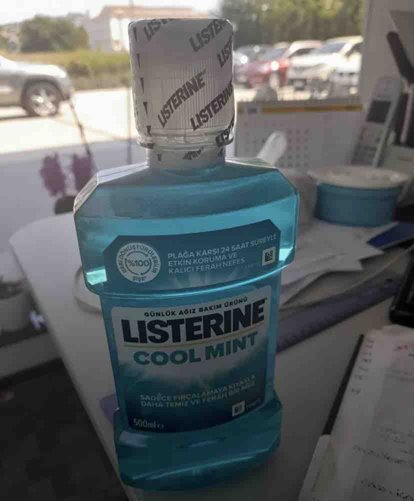 LISTERINE
LISTERINE
LISTERINE
%100
PLAĞA KARŞI 24 SAAT SÜREYLE
ETKİN KORUMA VE
KALICI FERAH NEFES
GÜNLÜK AĞIZ BAKIM ÜRÜNÜ
LISTERINE
COOL MINT
SADECE FIRÇALAMAYA KIYASLA
DAHA TEMİZ VE FERAH BİR AĞIZ
500ml e